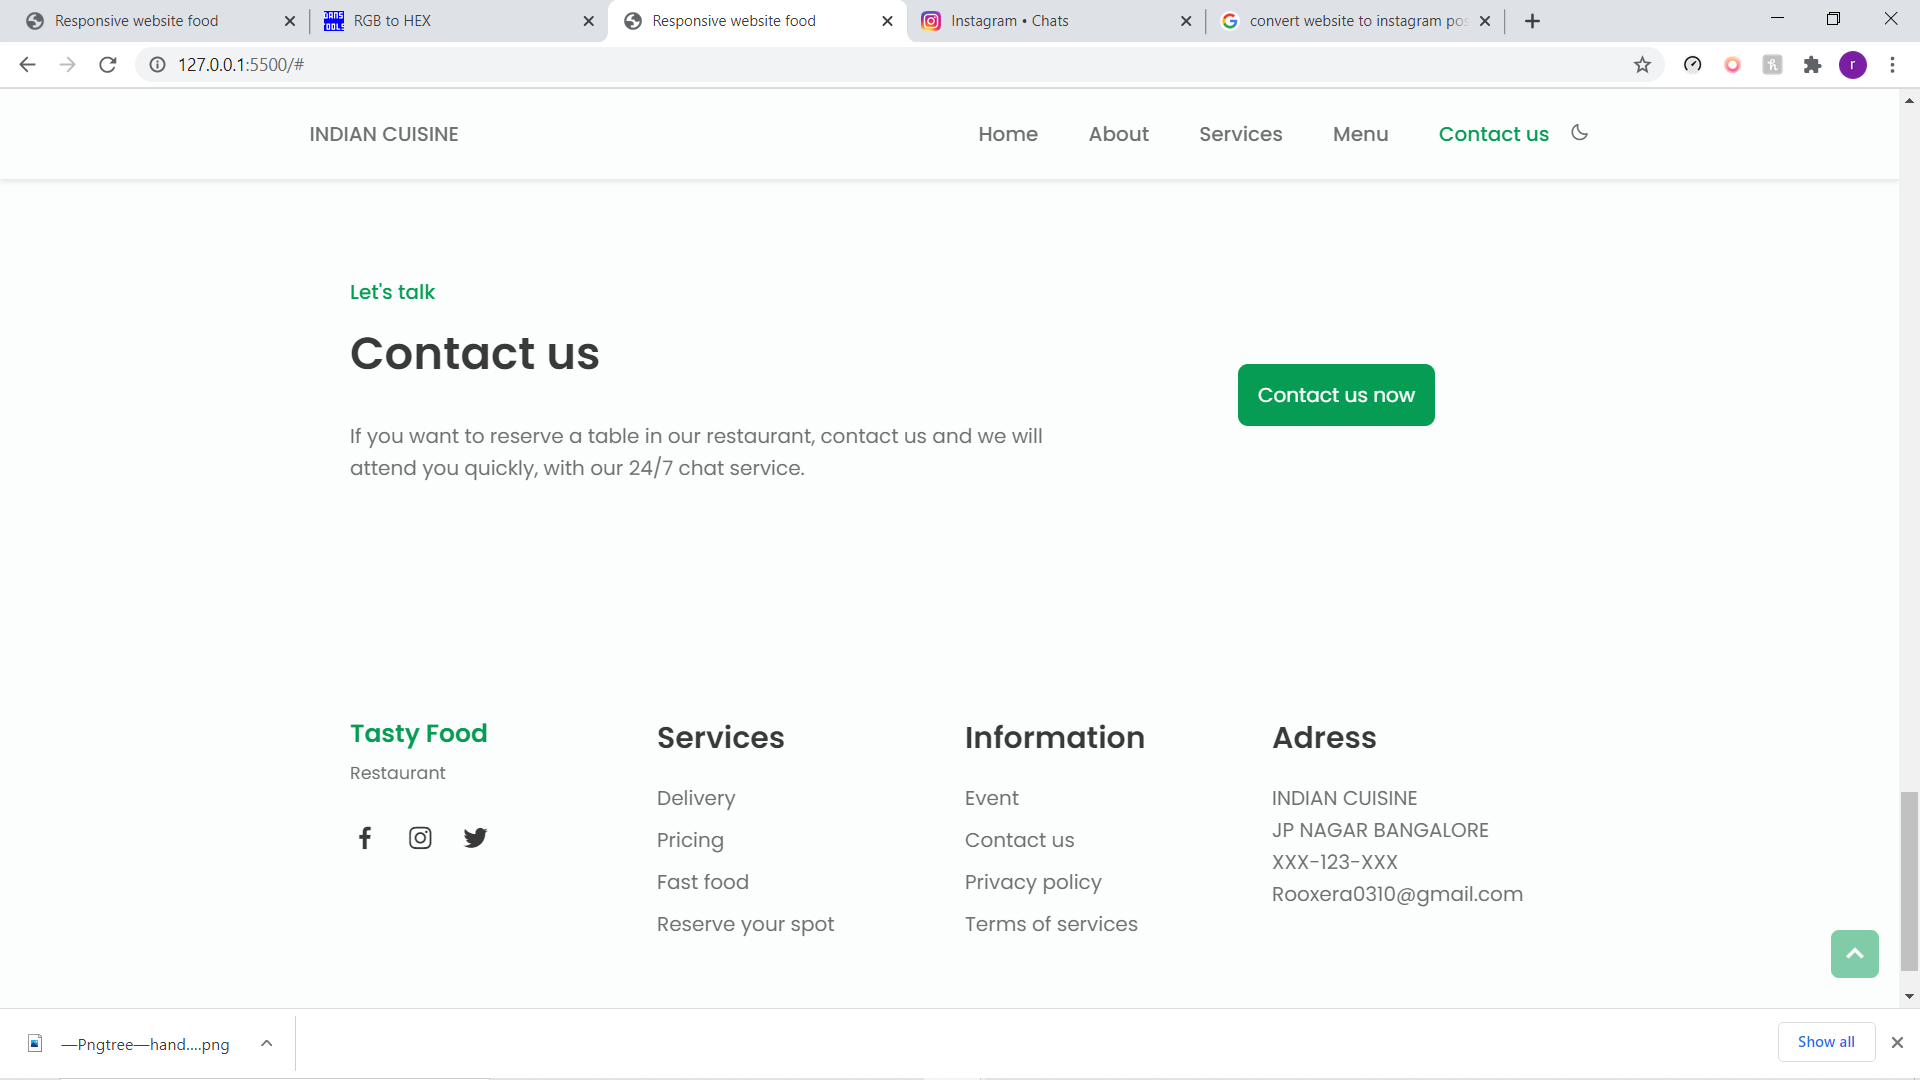 Responsive website food
RGB to HEX
Responsive website food
Instagram • Chats
convert website to instagram pos
127.0.0.1:5500/#
r
INDIAN CUISINE
Home
About
Services
Menu
Contact us
Let's talk
Contact us
If you want to reserve a table in our restaurant, contact us and we will
attend you quickly, with our 24/7 chat service.
Contact us now
Tasty Food
Restaurant
Services
Delivery
Pricing
Fast food
Reserve your spot
Information
Event
Contact us
Privacy policy
Terms of services
Adress
INDIAN CUISINE
JP NAGAR BANGALORE
XXX-123-XXX
Rooxera0310@gmail.com
—Pngtree—hand....png
Show all